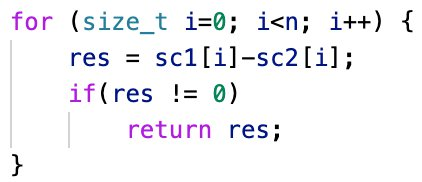 for (size_t i=0; i<n; i++) {
    res = sc1[i]-sc2[i];
    if(res != 0)
        return res;
}